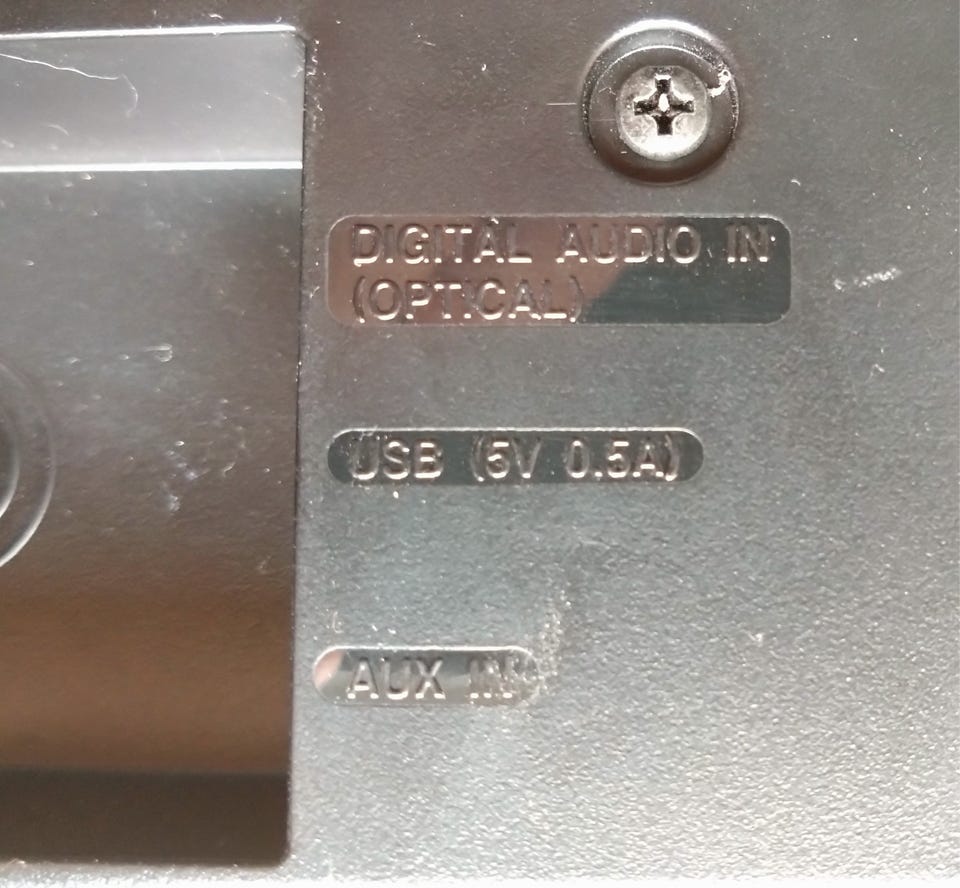 DIGITAL AUDIO IN
(OPTICAL)
USB (5V 0.5A)
AUX IN